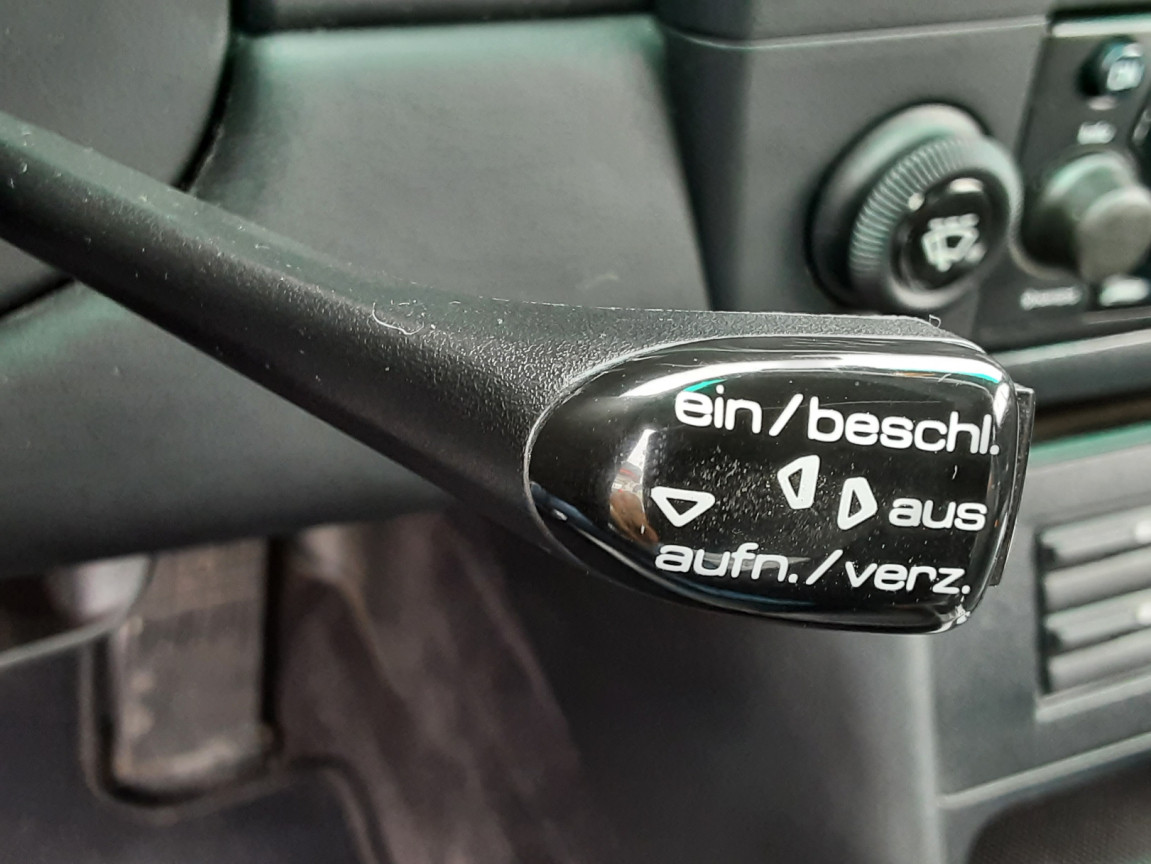 ein/beschl.
aus
aufn./verz.